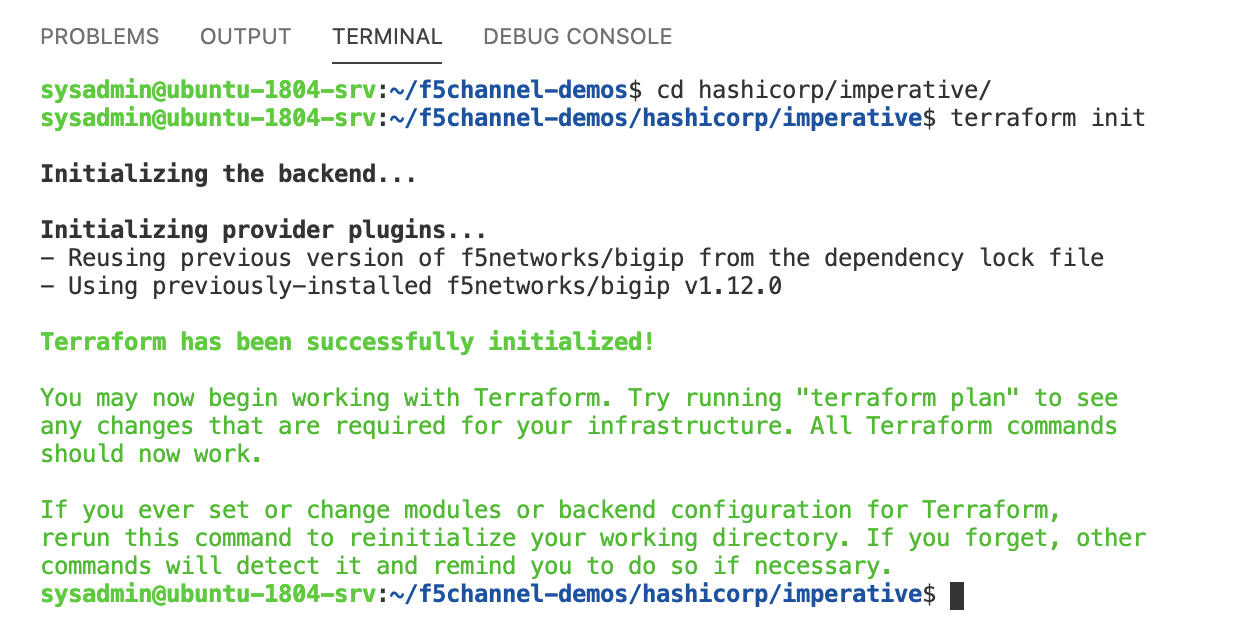 PROBLEMS OUTPUT TERMINAL DEBUG CONSOLE
sysadmin@ubuntu-1804-srv:~/f5channel-demos$ cd hashicorp/imperative/
sysadmin@ubuntu-1804-srv:~/f5channel-demos/hashicorp/imperative$ terraform init
Initializing the backend...
Initializing provider plugins...
- Reusing previous version of f5networks/bigip from the dependency lock file
- Using previously-installed f5networks/bigip v1.12.0
Terraform has been successfully initialized!
You may now begin working with Terraform. Try running "terraform plan" to see
any changes that are required for your infrastructure. All Terraform commands
should now work.
If you ever set or change modules or backend configuration for Terraform,
rerun this command to reinitialize your working directory. If you forget, other
commands will detect it and remind you to do so if necessary.
sysadmin@ubuntu-1804-srv:~/f5channel-demos/hashicorp/imperative$